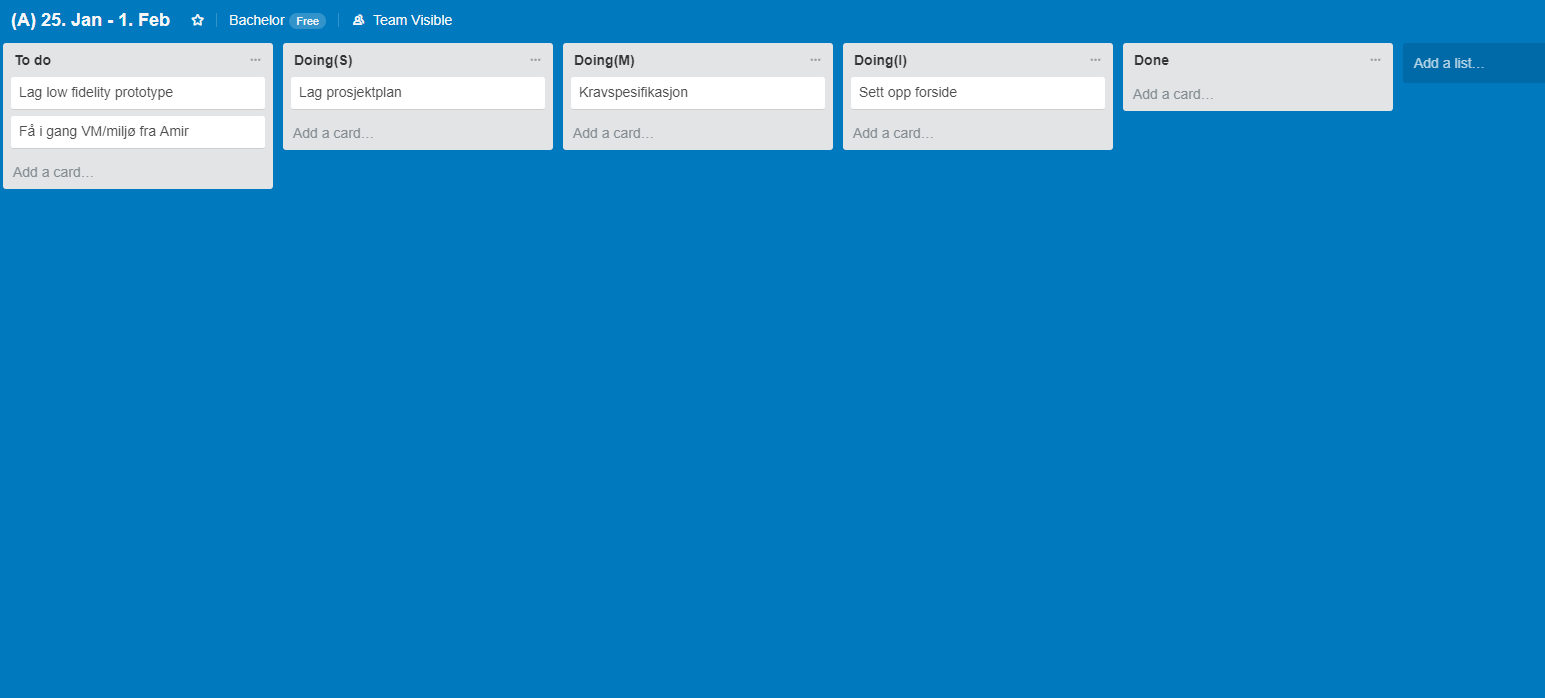 (A) 25. Jan - 1. Feb Bachelor Free Team Visible
To do
Lag low fidelity prototype
Få i gang VM/miljø fra Amir
Add a card…
Doing(S)
Lag prosjektplan
Add a card…
Doing(M)
Kravspesifikasjon
Add a card…
Doing(I)
Sett opp forside
Add a card…
Done
Add a card…
Add a list…